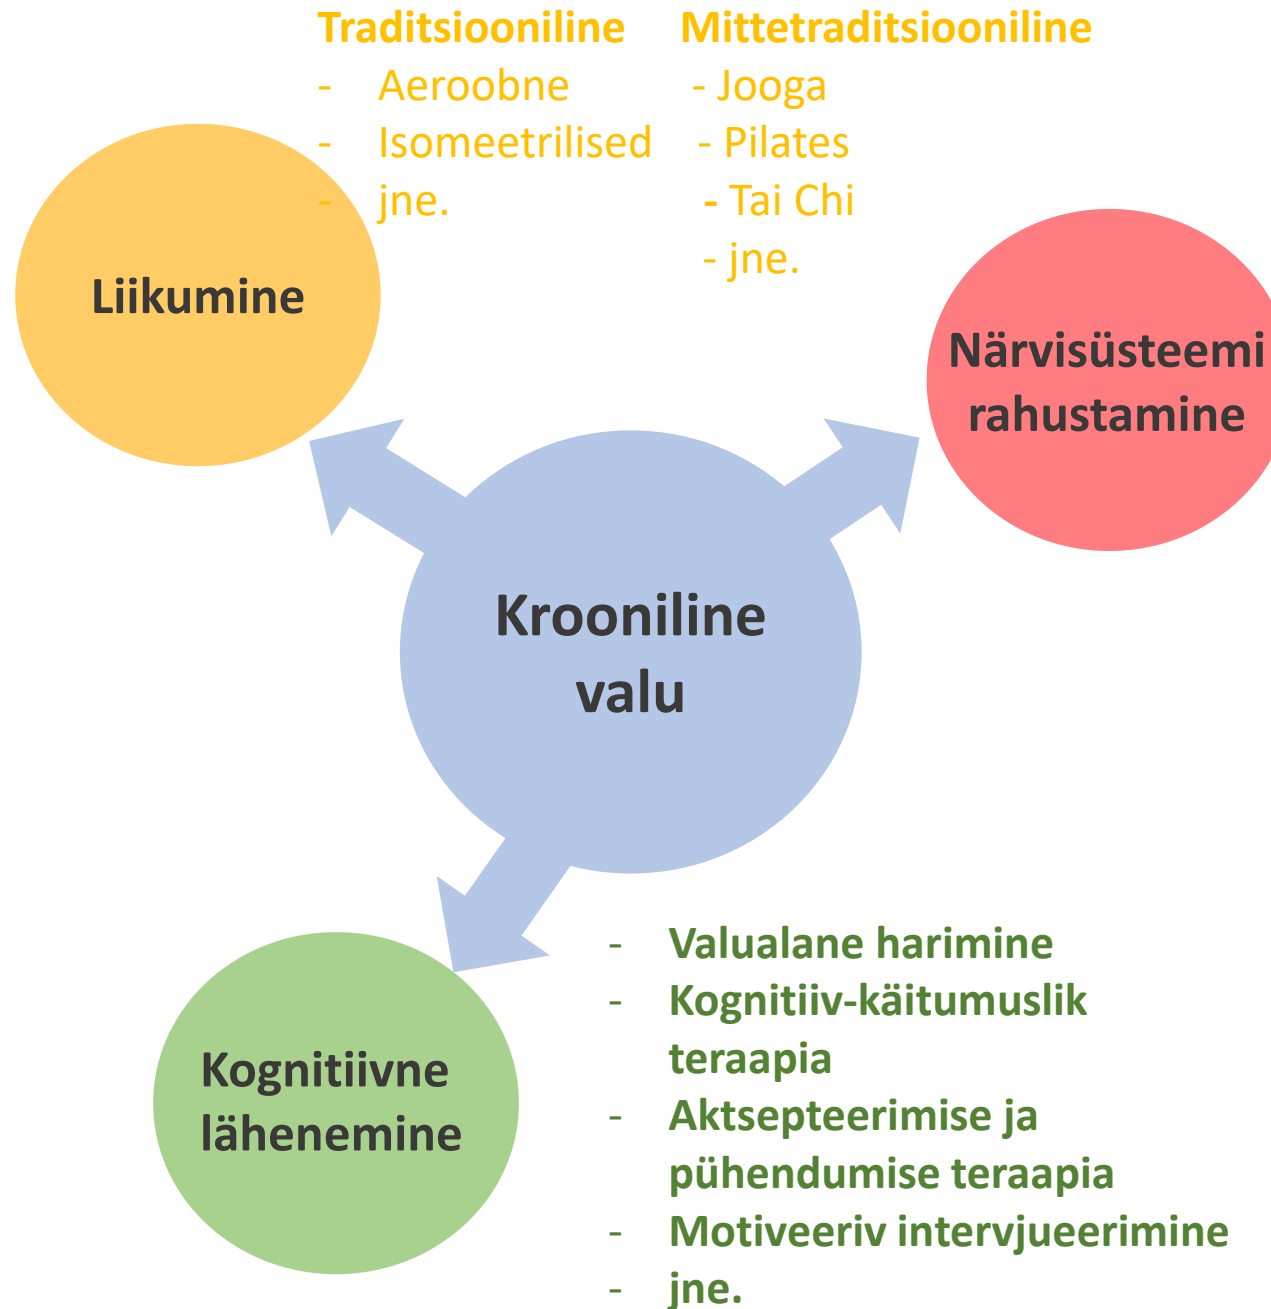 Traditsiooniline
- Aeroobne
- Isomeetrilised
- jne.
Mittetraditsiooniline
- Jooga
- Pilates
- Tai Chi
- jne.
Liikumine
Närvisüsteemi
rahustamine
Krooniline
valu
Kognitiivne
lähenemine
- Valualane harimine
- Kognitiiv-käitumuslik
teraapia
- Aktsepteerimise ja
pühendumise teraapia
- Motiveeriv intervjueerimine
- jne.